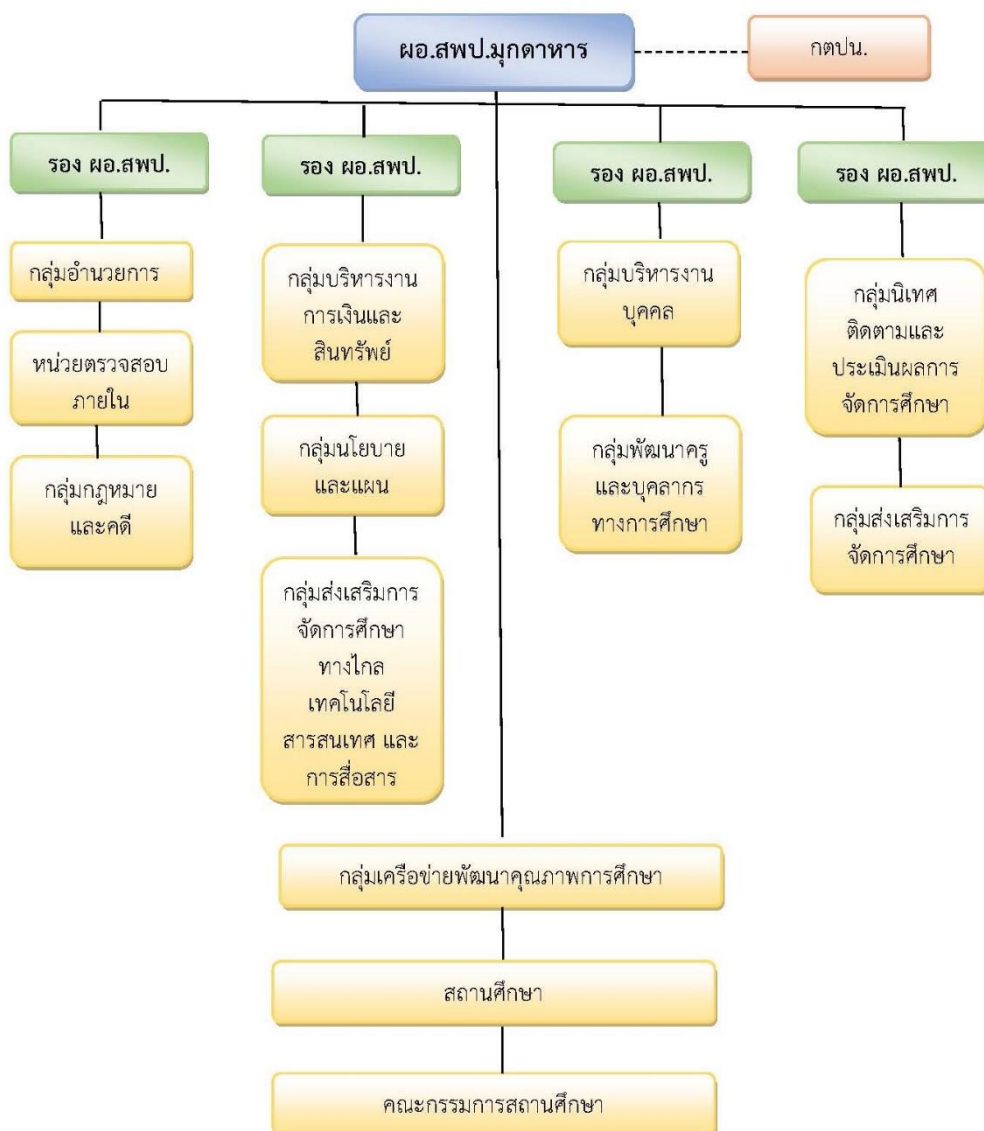 ผอ.สพป.มุกดาหาร
กตปน.
รอง ผอ.สพป.
รอง ผอ.สพป.
รอง ผอ.สพป.
รอง ผอ.สพป.
กลุ่มอำนวยการ
หน่วยตรวจสอบ
ภายใน
กลุ่มกฎหมาย
และคดี
กลุ่มบริหารงาน
การเงินและ
สินทรัพย์
กลุ่มนโยบาย
และแผน
กลุ่มส่งเสริมการ
จัดการศึกษา
ทางไกล
เทคโนโลยี
สารสนเทศ และ
การสื่อสาร
กลุ่มบริหารงาน
บุคคล
กลุ่มพัฒนาครู
และบุคลากร
ทางการศึกษา
กลุ่มนิเทศ
ติดตามและ
ประเมินผลการ
จัดการศึกษา
กลุ่มส่งเสริมการ
จัดการศึกษา
กลุ่มเครือข่ายพัฒนาคุณภาพการศึกษา
สถานศึกษา
คณะกรรมการสถานศึกษา